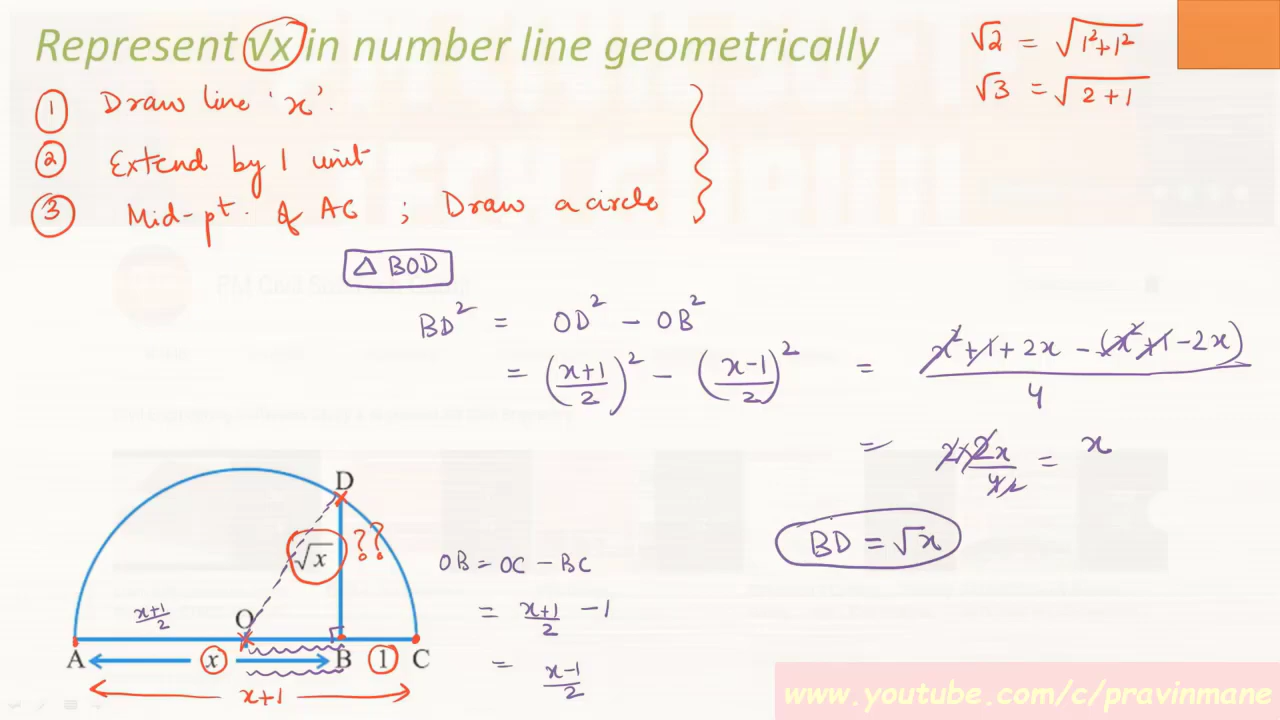 Represent √x in number line geometrically
√2 = √1²+1²
√3 = √2+1
① Draw line 'x'.
② Extend by 1 unit
③ Mid-pt. of AC ; Draw a circle
△ BOD
BD² = OD² − OB²
= (x+1/2)² − (x−1/2)² = x²+1+2x − (x²+1−2x) / 4
= 2×2x/4 = x
BD = √x
OB = OC − BC
= x+1/2 − 1
= x−1/2
D
√x ??
x+1/2
O
A x B 1 C
x+1
www.youtube.com/c/pravinmane